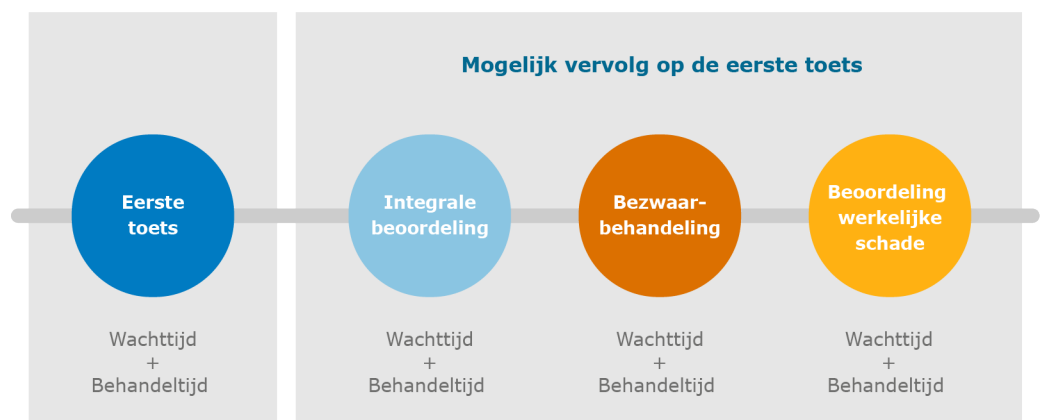 Mogelijk vervolg op de eerste toets
Eerste
toets
Integrale
beoordeling
Bezwaar-
behandeling
Beoordeling
werkelijke
schade
Wachttijd
+
Behandeltijd
Wachttijd
+
Behandeltijd
Wachttijd
+
Behandeltijd
Wachttijd
+
Behandeltijd